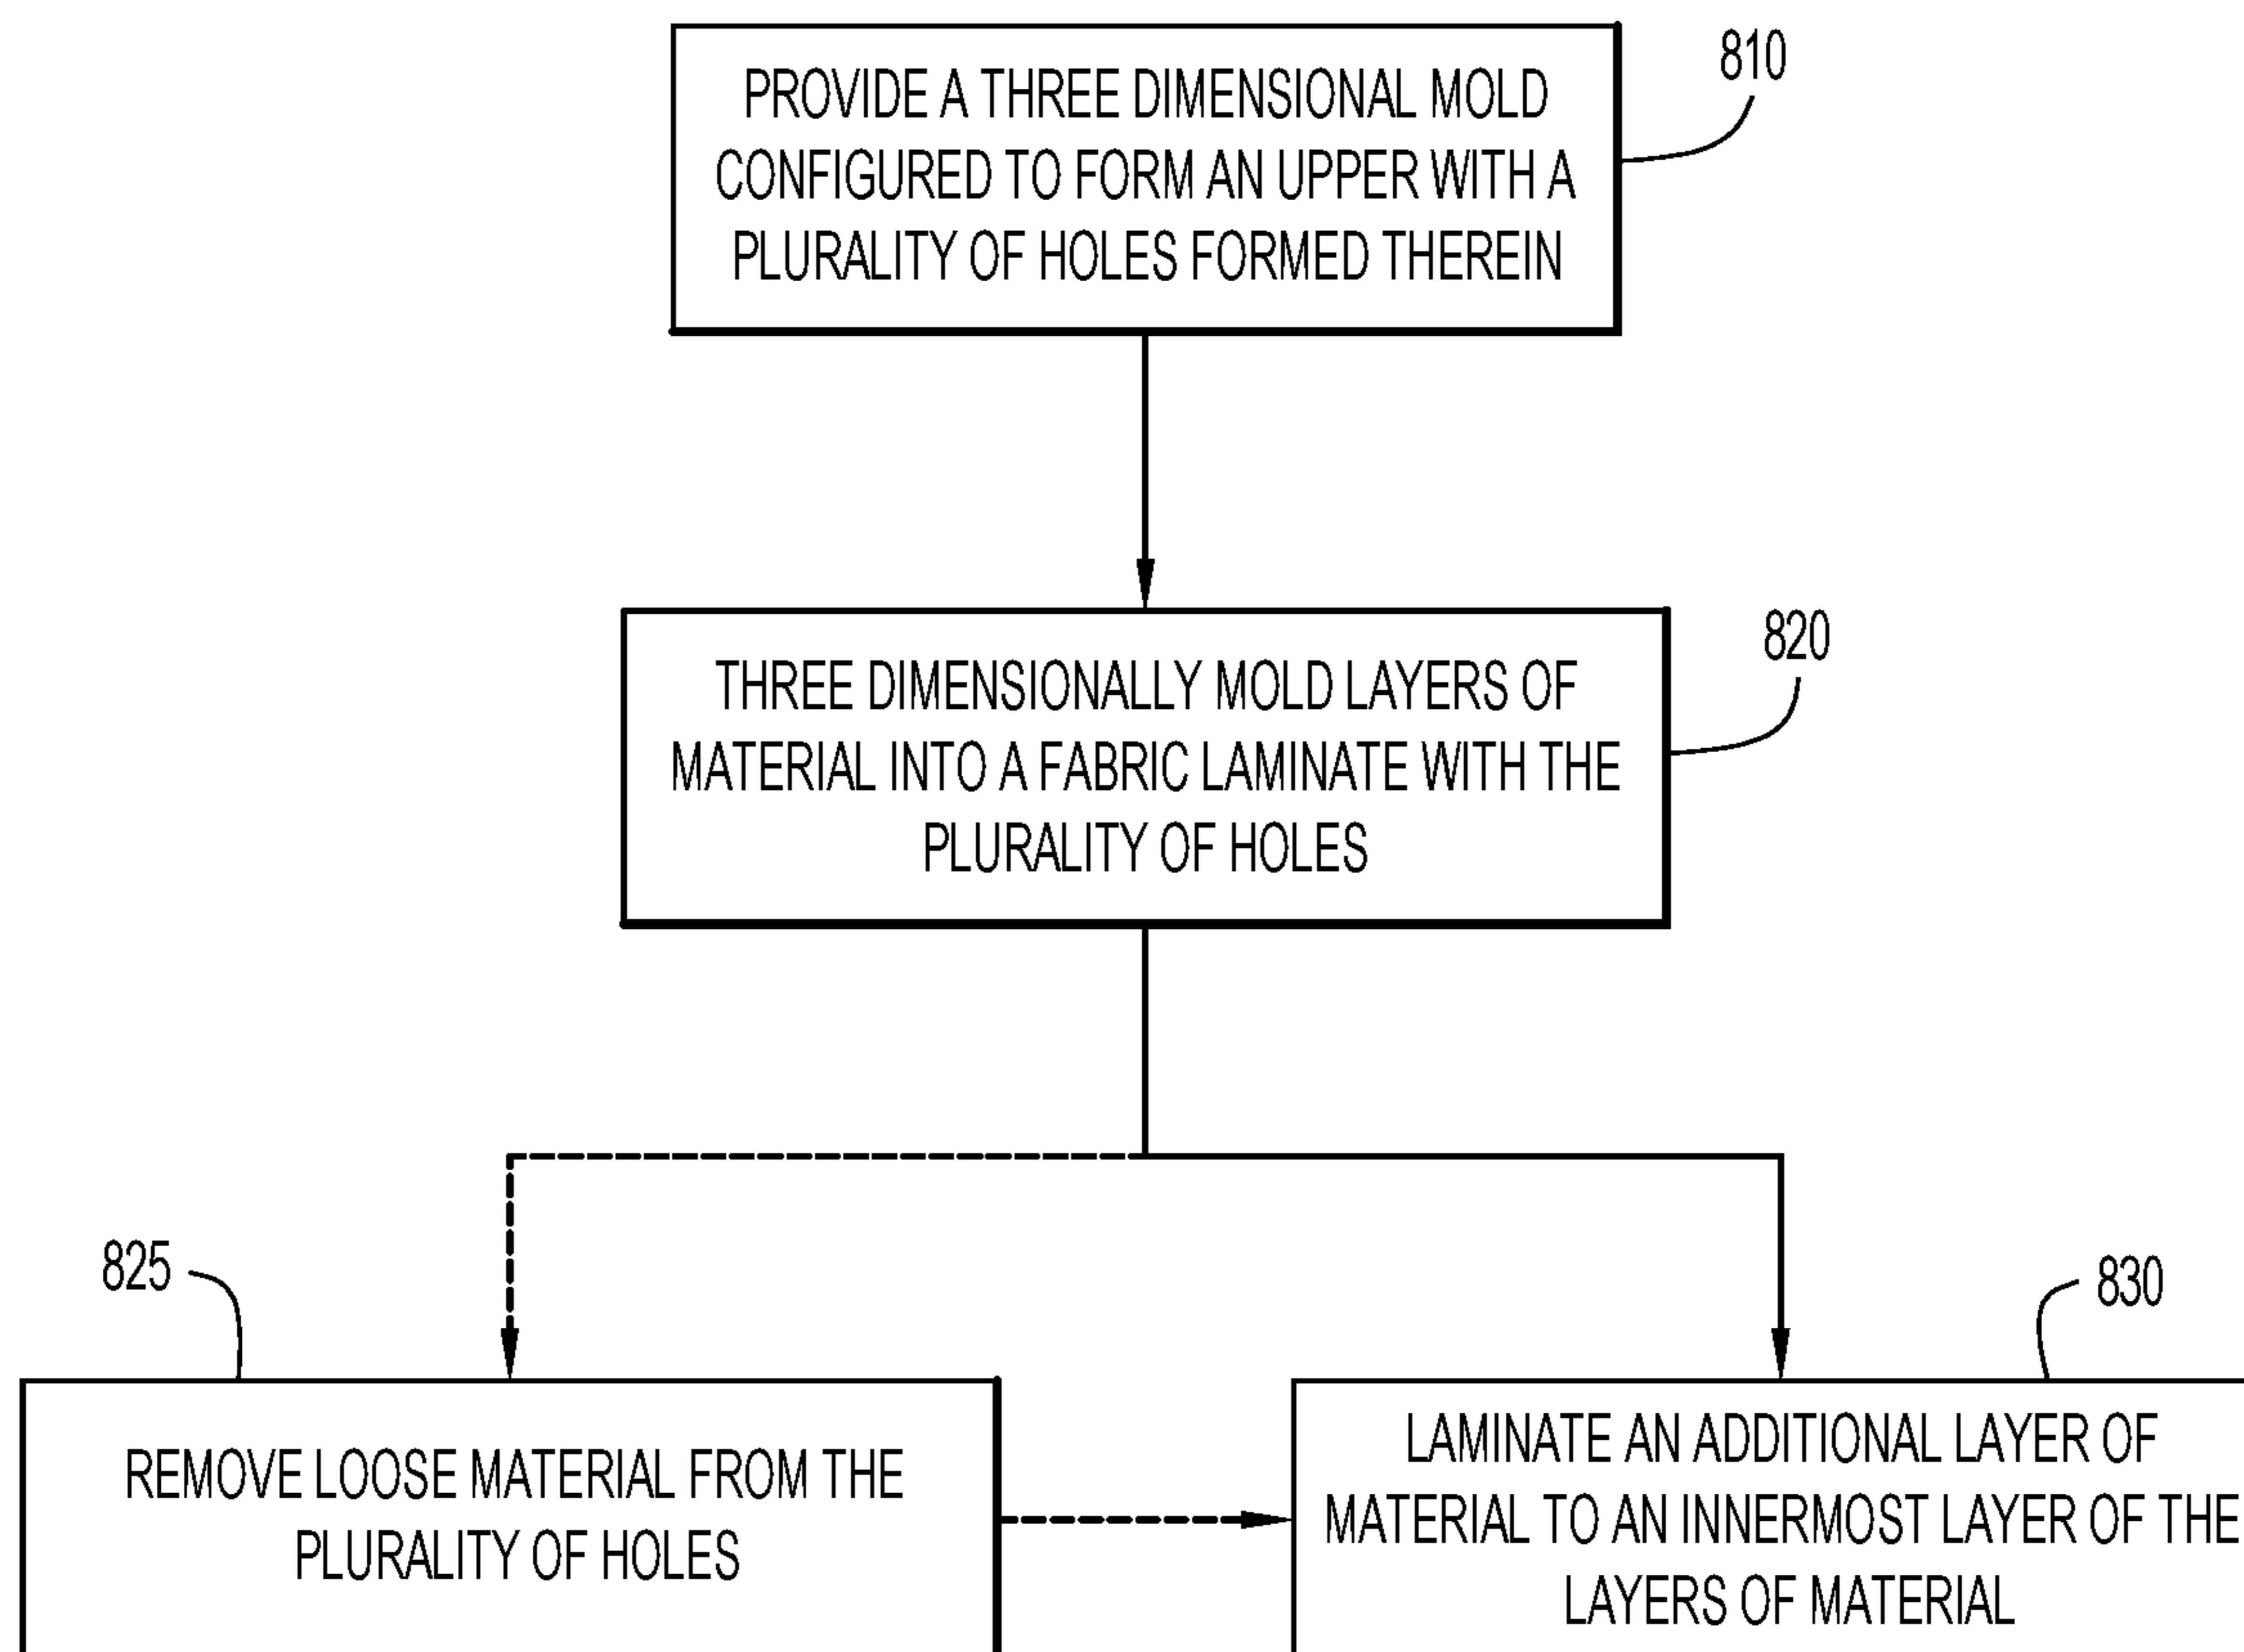 PROVIDE A THREE DIMENSIONAL MOLD
CONFIGURED TO FORM AN UPPER WITH A
PLURALITY OF HOLES FORMED THEREIN
810
THREE DIMENSIONALLY MOLD LAYERS OF
MATERIAL INTO A FABRIC LAMINATE WITH THE
PLURALITY OF HOLES
820
825
REMOVE LOOSE MATERIAL FROM THE
PLURALITY OF HOLES
830
LAMINATE AN ADDITIONAL LAYER OF
MATERIAL TO AN INNERMOST LAYER OF THE
LAYERS OF MATERIAL